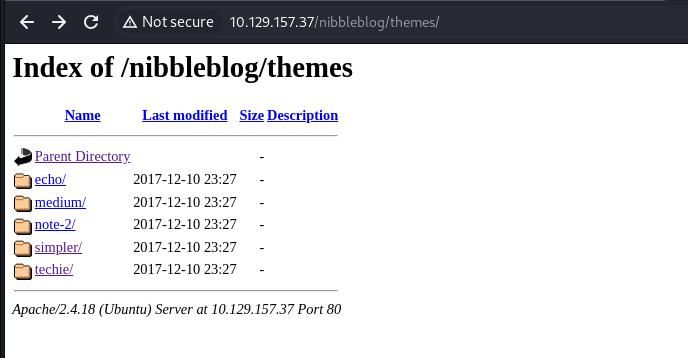 Not secure 10.129.157.37/nibbleblog/themes/
Index of /nibbleblog/themes
Name Last modified Size Description
Parent Directory -
echo/ 2017-12-10 23:27 -
medium/ 2017-12-10 23:27 -
note-2/ 2017-12-10 23:27 -
simpler/ 2017-12-10 23:27 -
techie/ 2017-12-10 23:27 -
Apache/2.4.18 (Ubuntu) Server at 10.129.157.37 Port 80